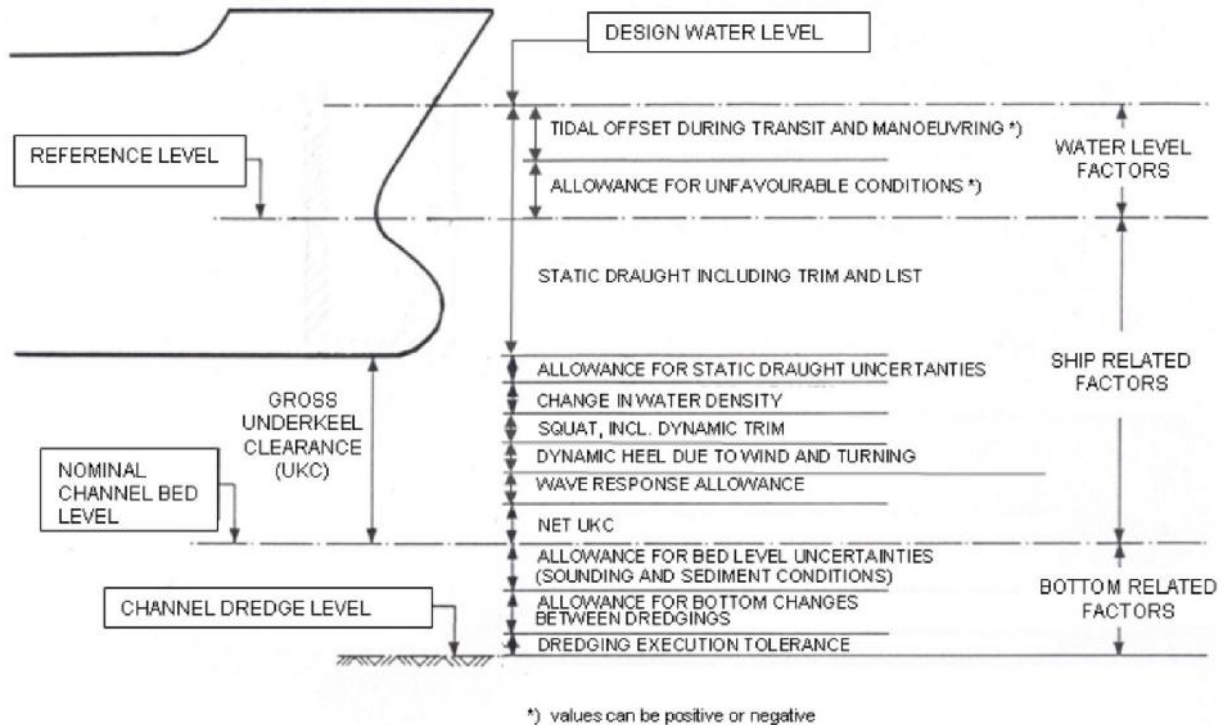 DESIGN WATER LEVEL
TIDAL OFFSET DURING TRANSIT AND MANOEUVRING *)
WATER LEVEL
FACTORS
REFERENCE LEVEL
ALLOWANCE FOR UNFAVOURABLE CONDITIONS *)
STATIC DRAUGHT INCLUDING TRIM AND LIST
SHIP RELATED
FACTORS
ALLOWANCE FOR STATIC DRAUGHT UNCERTANTIES
CHANGE IN WATER DENSITY
SQUAT, INCL. DYNAMIC TRIM
DYNAMIC HEEL DUE TO WIND AND TURNING
WAVE RESPONSE ALLOWANCE
NET UKC
GROSS
UNDERKEEL
CLEARANCE
(UKC)
NOMINAL
CHANNEL BED
LEVEL
ALLOWANCE FOR BED LEVEL UNCERTAINTIES
(SOUNDING AND SEDIMENT CONDITIONS)
ALLOWANCE FOR BOTTOM CHANGES
BETWEEN DREDGINGS
DREDGING EXECUTION TOLERANCE
BOTTOM RELATED
FACTORS
CHANNEL DREDGE LEVEL
*) values can be positive or negative